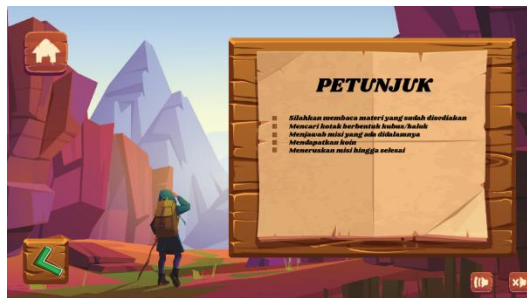 PETUNJUK
Silahkan membaca materi yang sudah disediakan
Mencari kotak berbentuk kubus/balok
Menjawab misi yang ada didalamnya
Mendapatkan koin
Meneruskan misi hingga selesai